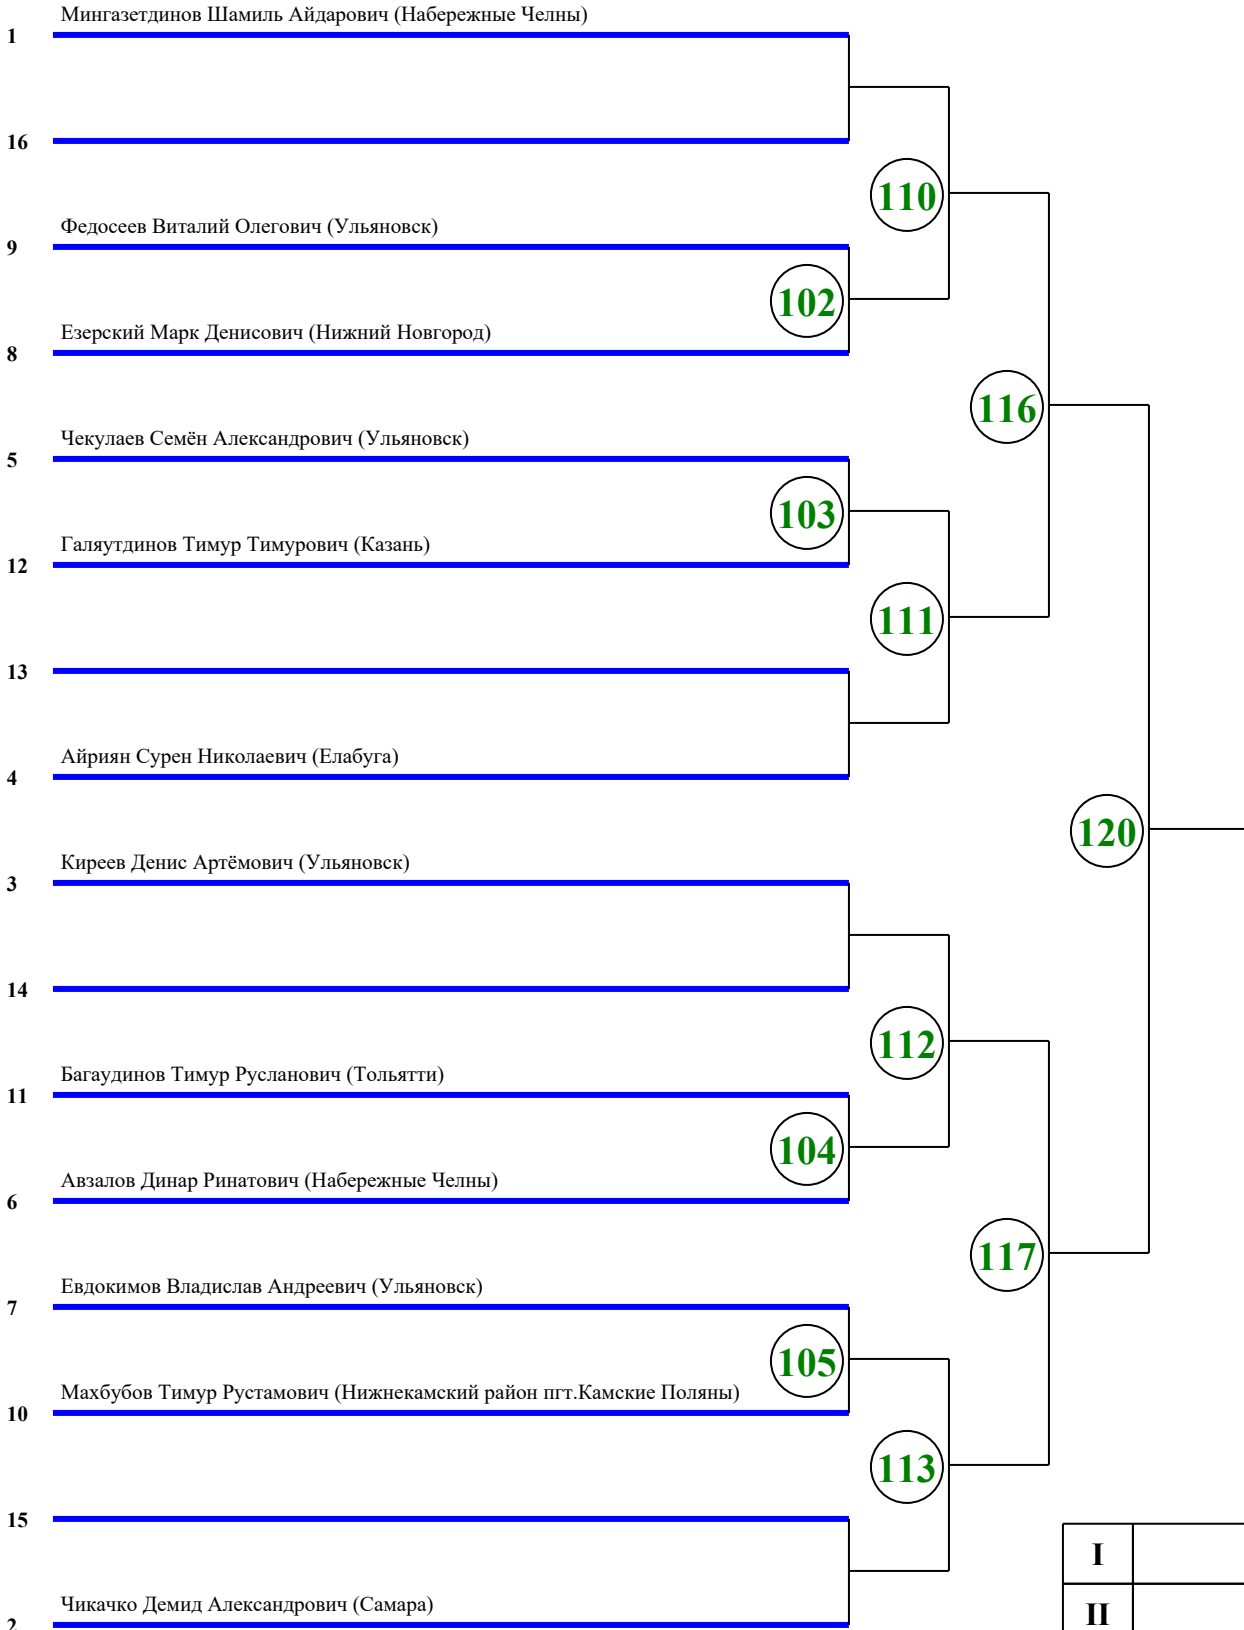 Мингазетдинов Шамиль Айдарович (Набережные Челны)
1
16
110
Федосеев Виталий Олегович (Ульяновск)
9
102
Езерский Марк Денисович (Нижний Новгород)
8
116
Чекулаев Семён Александрович (Ульяновск)
5
103
Галяутдинов Тимур Тимурович (Казань)
12
111
13
Айриян Сурен Николаевич (Елабуга)
4
120
Киреев Денис Артёмович (Ульяновск)
3
14
112
Багаудинов Тимур Русланович (Тольятти)
11
104
Авзалов Динар Ринатович (Набережные Челны)
6
117
Евдокимов Владислав Андреевич (Ульяновск)
7
105
Махбубов Тимур Рустамович (Нижнекамский район пгт.Камские Поляны)
10
113
15
I
Чикачко Демид Александрович (Самара)
II
2